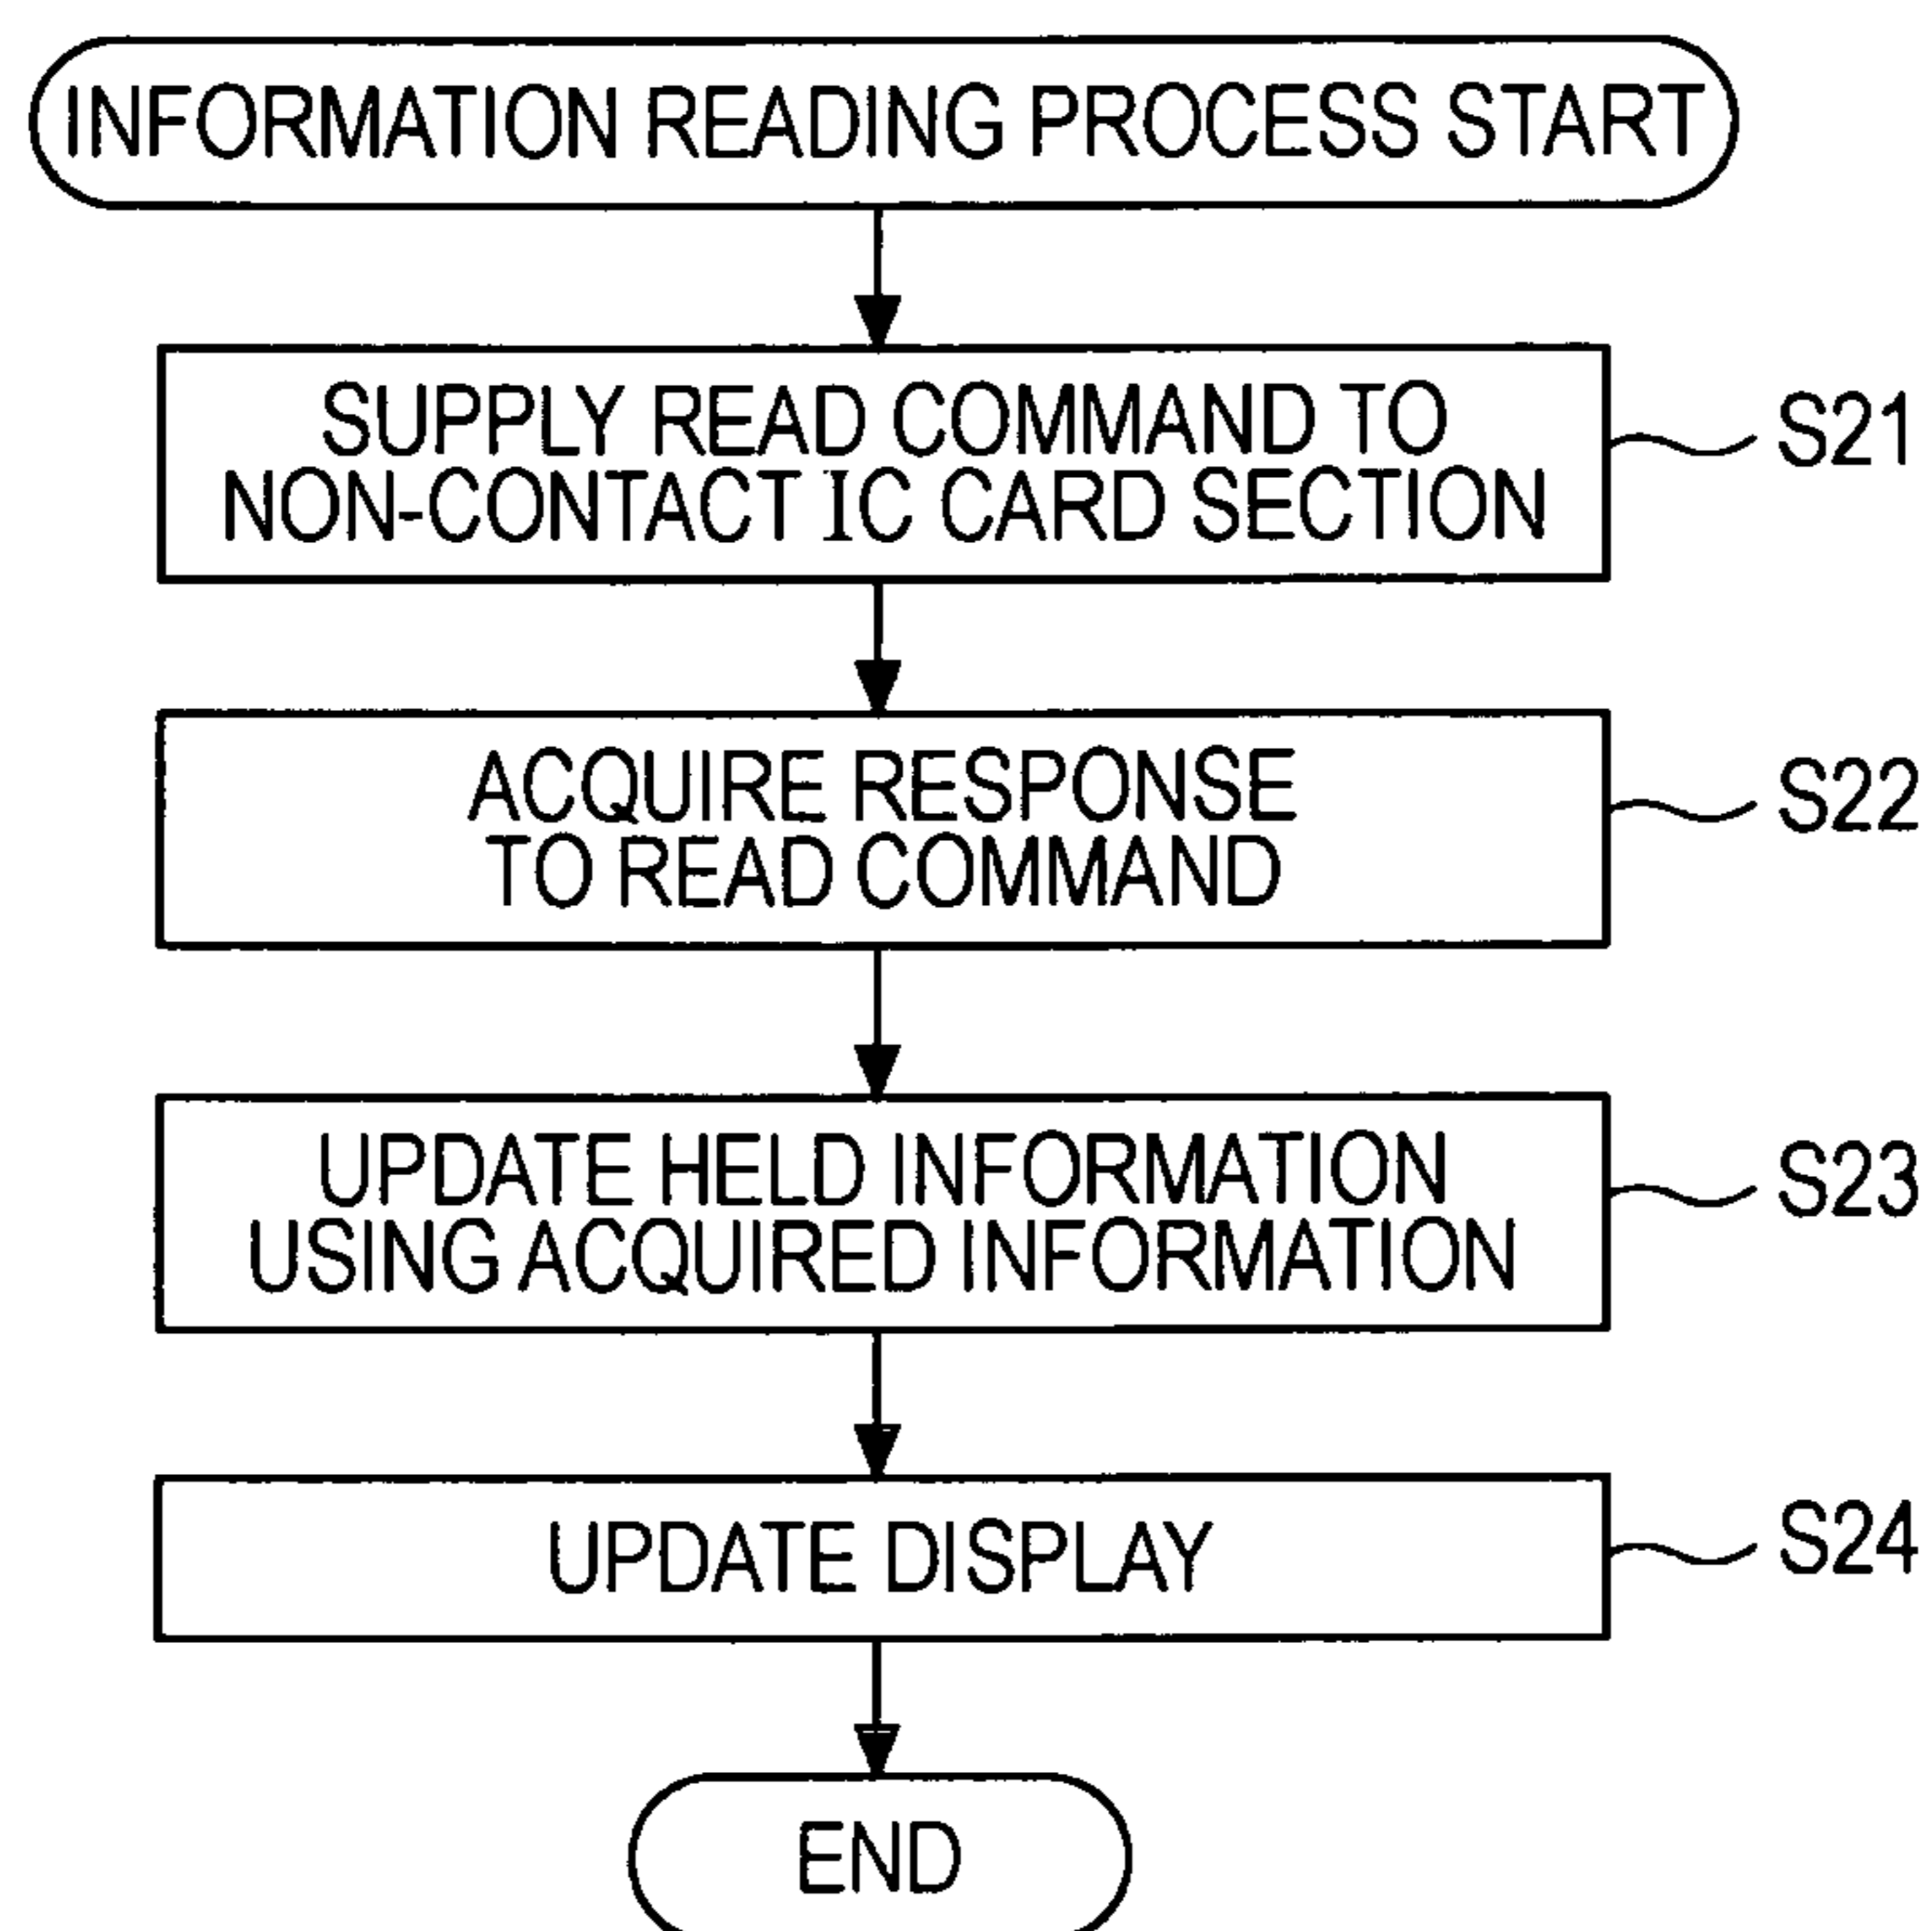 INFORMATION READING PROCESS START
SUPPLY READ COMMAND TO
NON-CONTACT IC CARD SECTION
S21
ACQUIRE RESPONSE
TO READ COMMAND
S22
UPDATE HELD INFORMATION
USING ACQUIRED INFORMATION
S23
UPDATE DISPLAY
S24
END